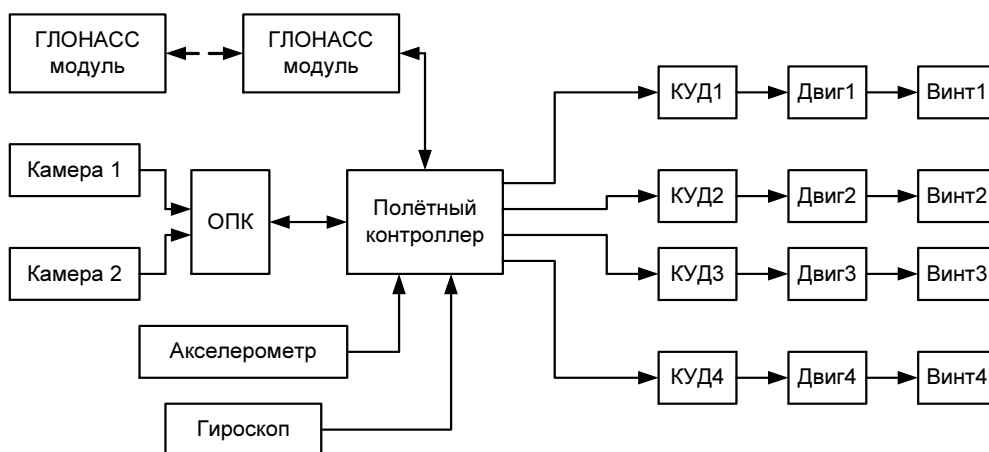 ГЛОНАСС
модуль
ГЛОНАСС
модуль
КУД1
Двиг1
Винт1
Камера 1
ОПК
Полётный
контроллер
КУД2
Двиг2
Винт2
Камера 2
КУД3
Двиг3
Винт3
Акселерометр
КУД4
Двиг4
Винт4
Гироскоп